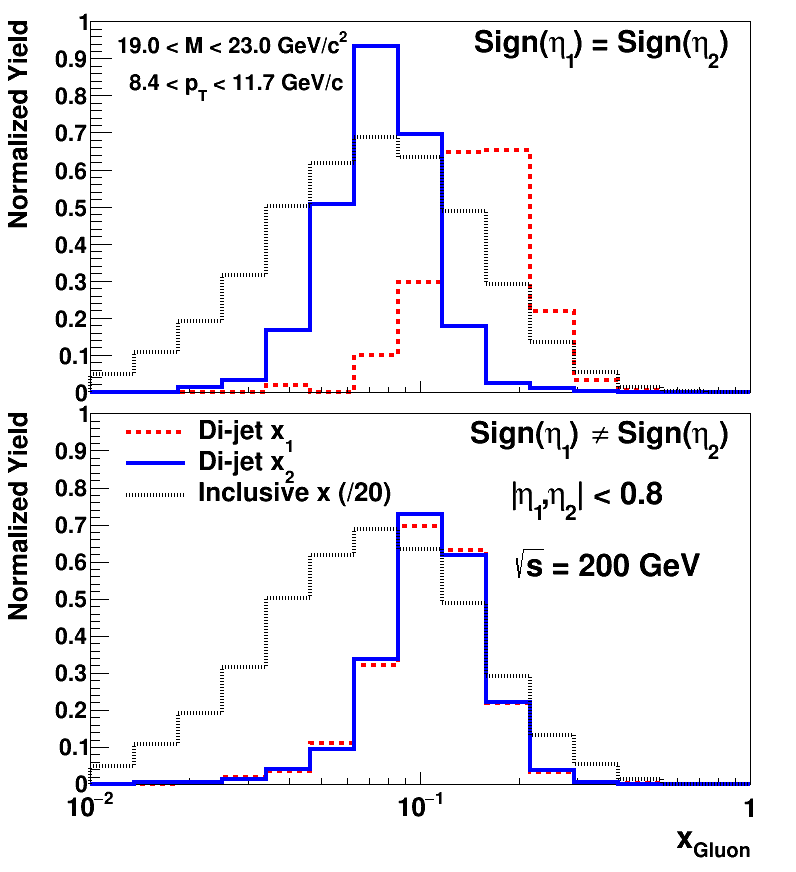 Normalized Yield
1
0.9
0.8
0.7
0.6
0.5
0.4
0.3
0.2
0.1
0
19.0 < M < 23.0 GeV/c²
8.4 < p_T < 11.7 GeV/c
Sign(η₁) = Sign(η₂)
Normalized Yield
1
0.9
0.8
0.7
0.6
0.5
0.4
0.3
0.2
0.1
0
Di-jet x₁
Di-jet x₂
Inclusive x (/20)
Sign(η₁) ≠ Sign(η₂)
|η₁,η₂| < 0.8
√s = 200 GeV
10⁻² 10⁻¹ 1
x_Gluon